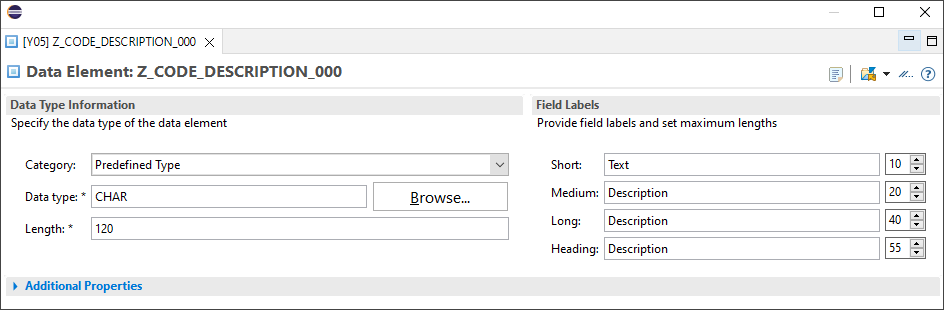 [Y05] Z_CODE_DESCRIPTION_000
Data Element: Z_CODE_DESCRIPTION_000
Data Type Information
Specify the data type of the data element
Category: Predefined Type
Data type: * CHAR Browse...
Length: * 120
Field Labels
Provide field labels and set maximum lengths
Short: Text 10
Medium: Description 20
Long: Description 40
Heading: Description 55
Additional Properties